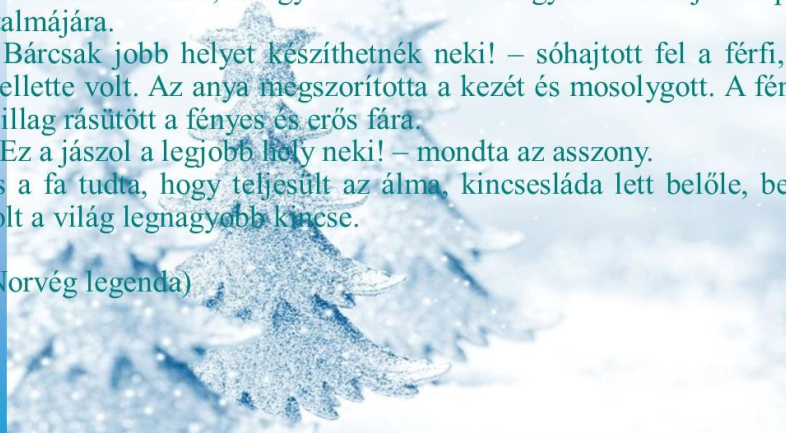 talmájára.
Bárcsak jobb helyet készíthetnék neki! – sóhajtott fel a férfi,
ellette volt. Az anya megszorította a kezét és mosolygott. A fér
illag rásütött a fényes és erős fára.
Ez a jászol a legjobb hely neki! – mondta az asszony.
s a fa tudta, hogy teljesült az álma, kincsesláda lett belőle, be
olt a világ legnagyobb kincse.
Norvég legenda)